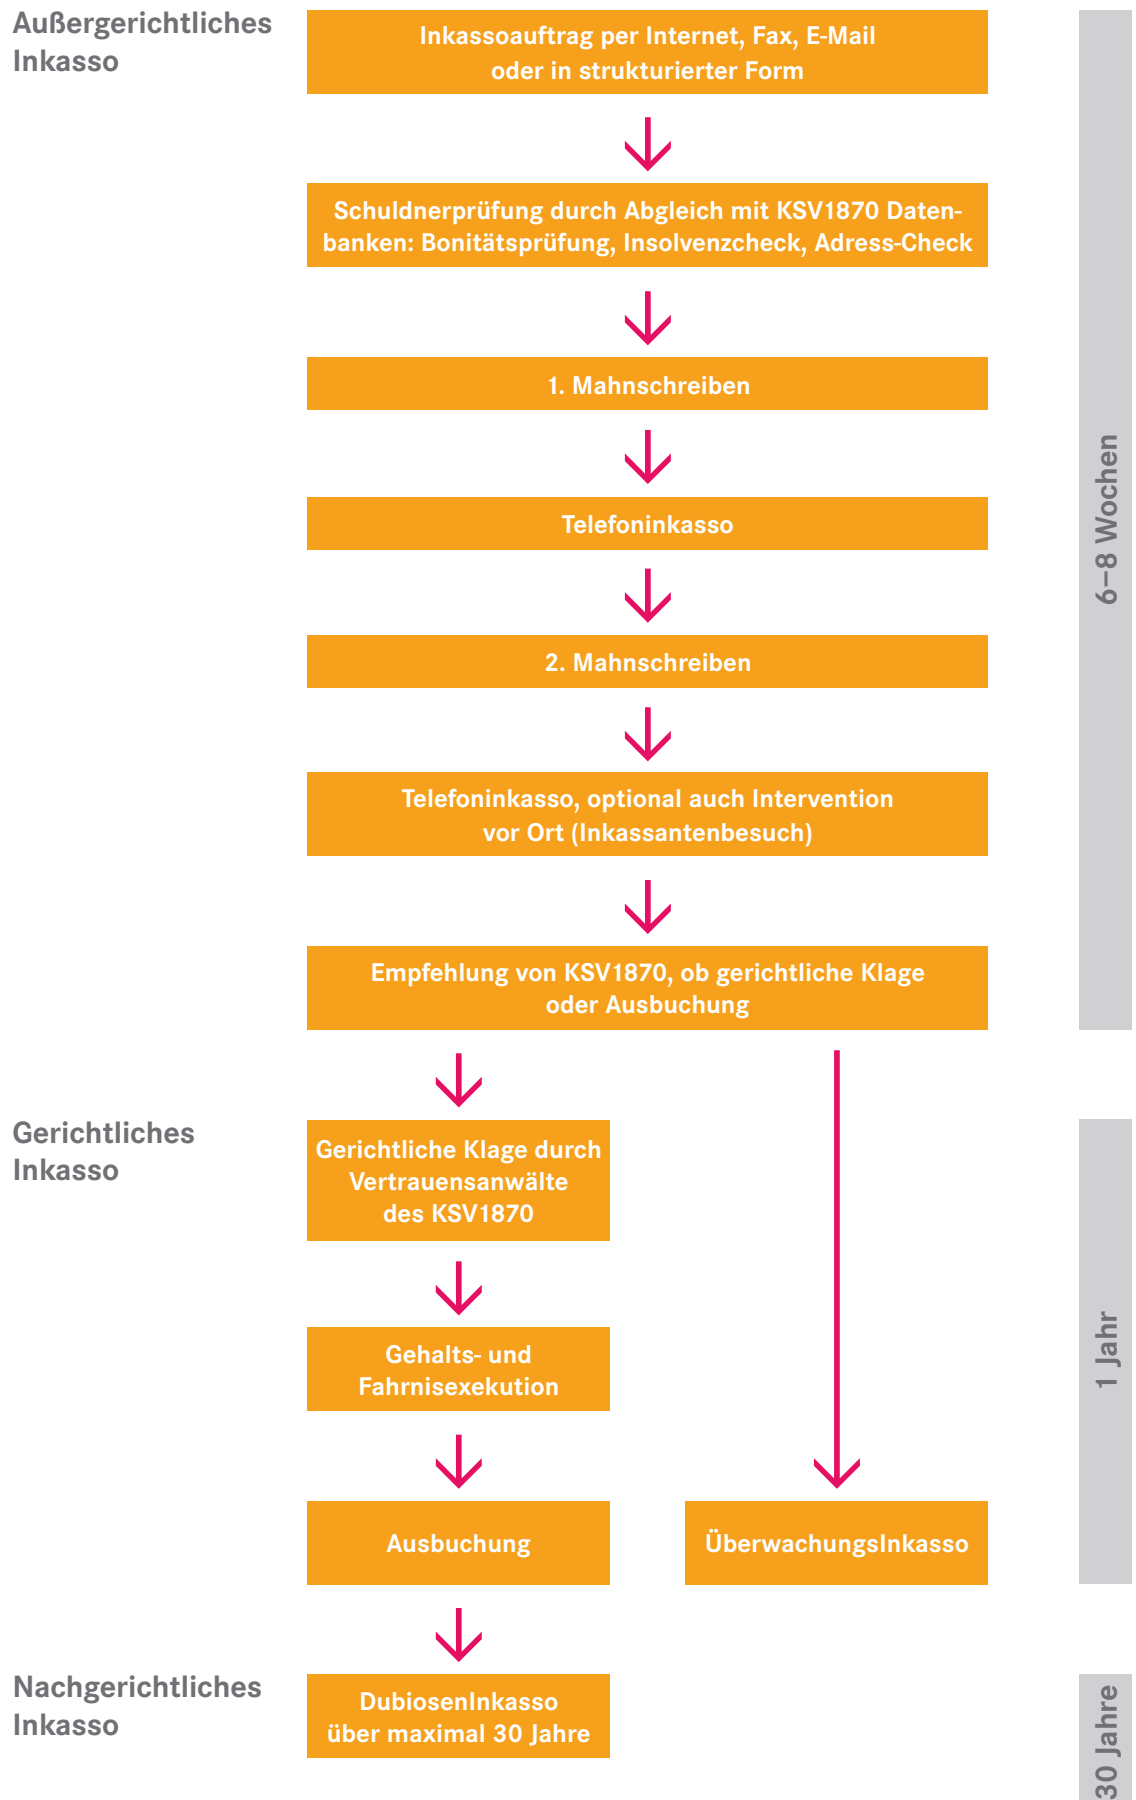 Außergerichtliches
Inkasso
Inkassoauftrag per Internet, Fax, E-Mail
oder in strukturierter Form
Schuldnerprüfung durch Abgleich mit KSV1870 Daten-
banken: Bonitätsprüfung, Insolvenzcheck, Adress-Check
1. Mahnschreiben
Telefoninkasso
2. Mahnschreiben
Telefoninkasso, optional auch Intervention
vor Ort (Inkassantenbesuch)
Empfehlung von KSV1870, ob gerichtliche Klage
oder Ausbuchung
6–8 Wochen
Gerichtliches
Inkasso
Gerichtliche Klage durch
Vertrauensanwälte
des KSV1870
Gehalts- und
Fahrnisexekution
Ausbuchung
ÜberwachungsInkasso
1 Jahr
Nachgerichtliches
Inkasso
DubiosenInkasso
über maximal 30 Jahre
30 Jahre